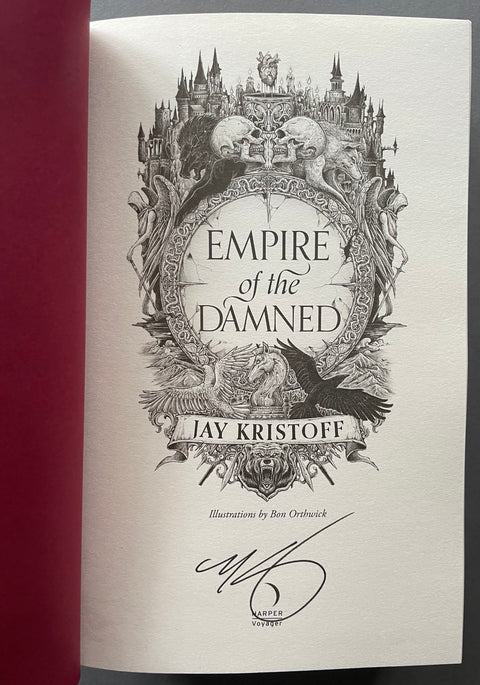 EMPIRE
of the
DAMNED
JAY KRISTOFF
Illustrations by Bon Orthwick
HARPER
Voyager